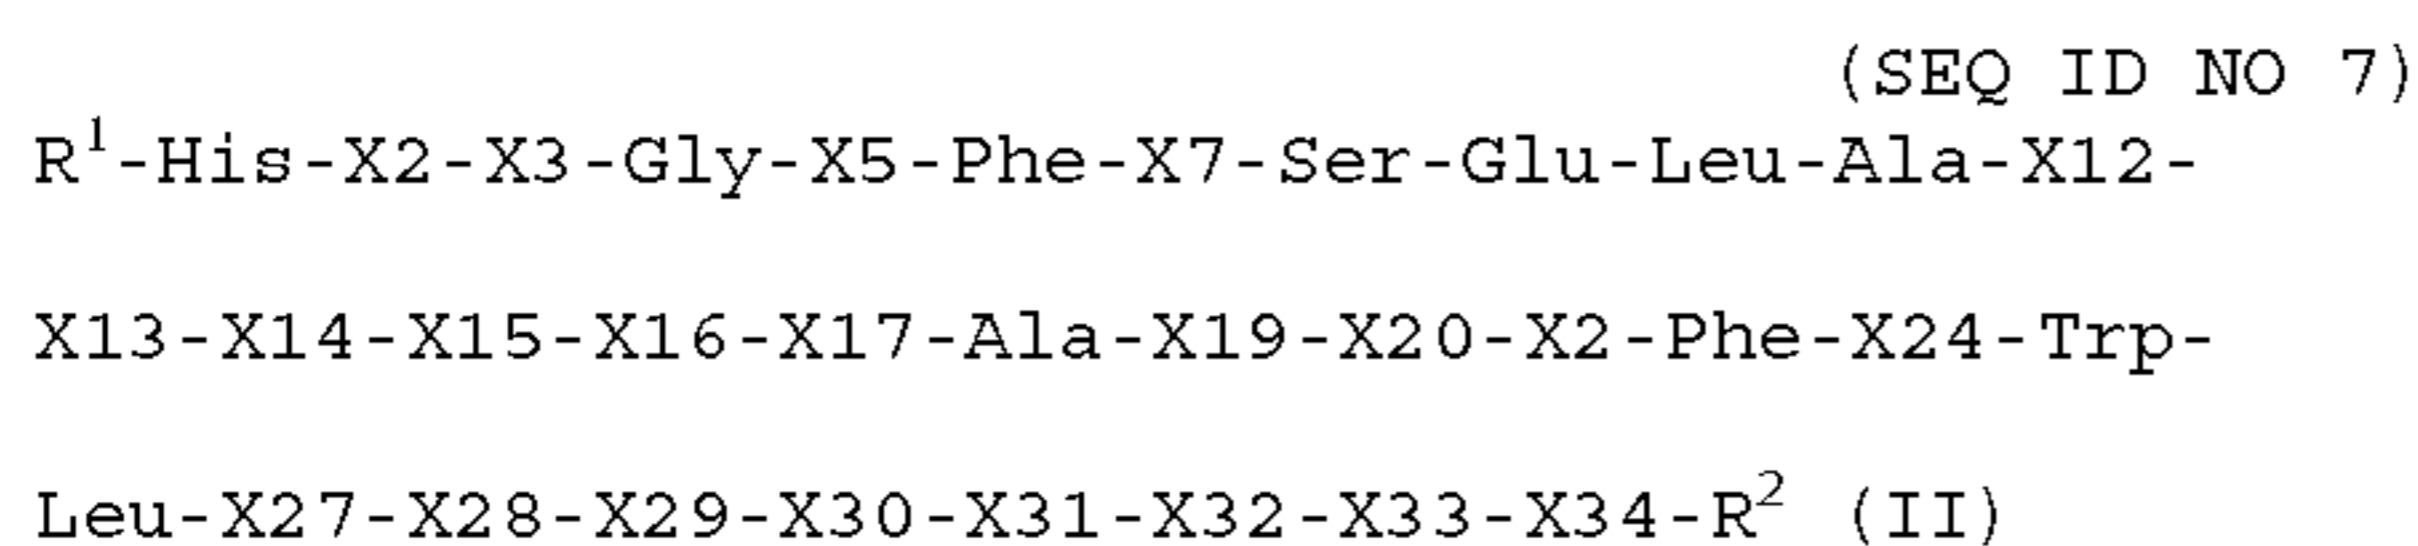 (SEQ ID NO 7)
R¹-His-X2-X3-Gly-X5-Phe-X7-Ser-Glu-Leu-Ala-X12-
X13-X14-X15-X16-X17-Ala-X19-X20-X2-Phe-X24-Trp-
Leu-X27-X28-X29-X30-X31-X32-X33-X34-R² (II)